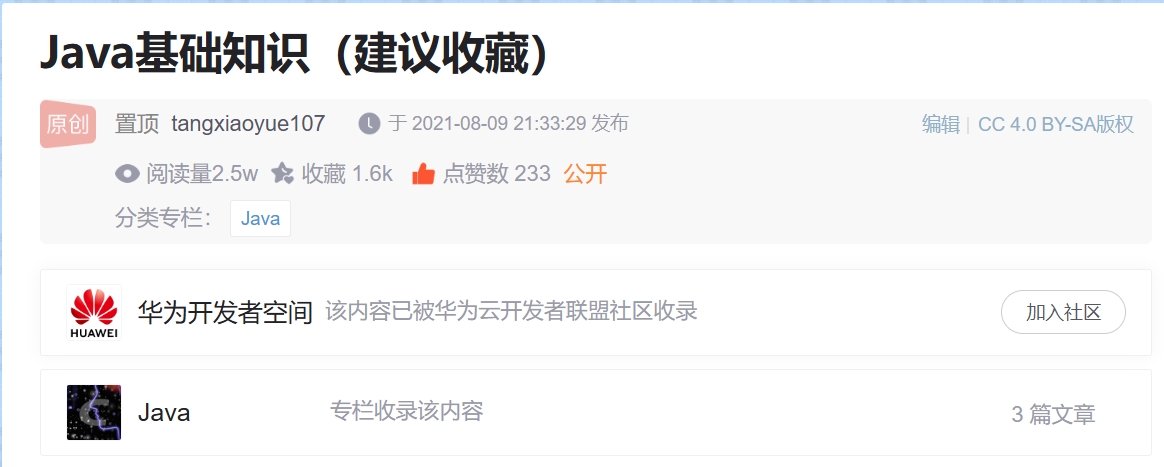 Java基础知识（建议收藏）
原创 置顶 tangxiaoyue107 于 2021-08-09 21:33:29 发布 编辑 | CC 4.0 BY-SA版权
阅读量2.5w 收藏 1.6k 点赞数 233 公开
分类专栏： Java
HUAWEI 华为开发者空间 该内容已被华为云开发者联盟社区收录 加入社区
Java 专栏收录该内容 3 篇文章